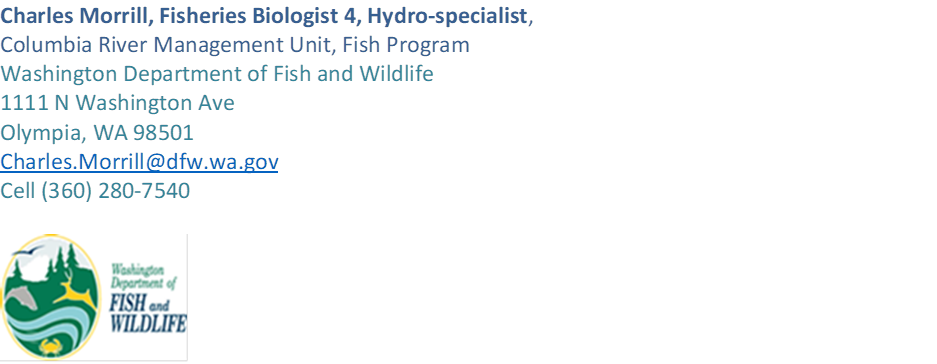 Charles Morrill, Fisheries Biologist 4, Hydro-specialist,
Columbia River Management Unit, Fish Program
Washington Department of Fish and Wildlife
1111 N Washington Ave
Olympia, WA 98501
Charles.Morrill@dfw.wa.gov
Cell (360) 280-7540
Washington
Department of
FISH and
WILDLIFE